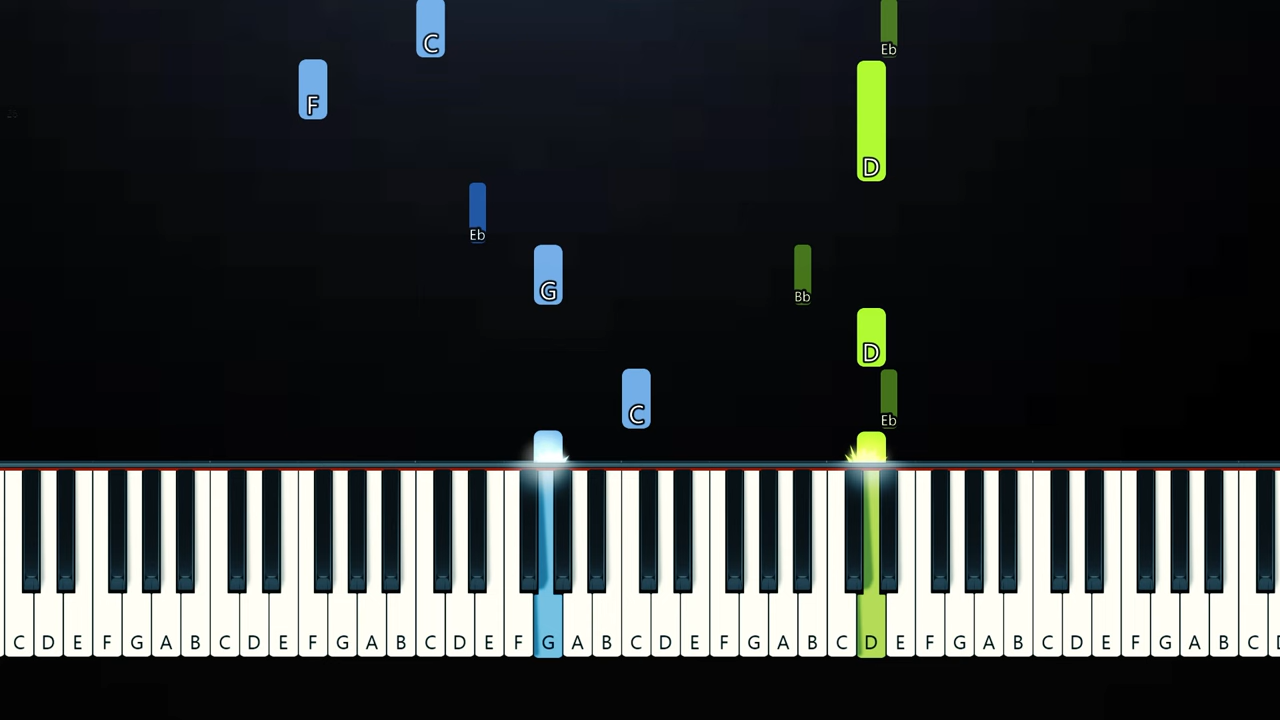 C Eb
F
D
Eb
G Bb
D
C Eb
C D E F G A B C D E F G A B C D E F G A B C D E F G A B C D E F G A B C D E F G A B C